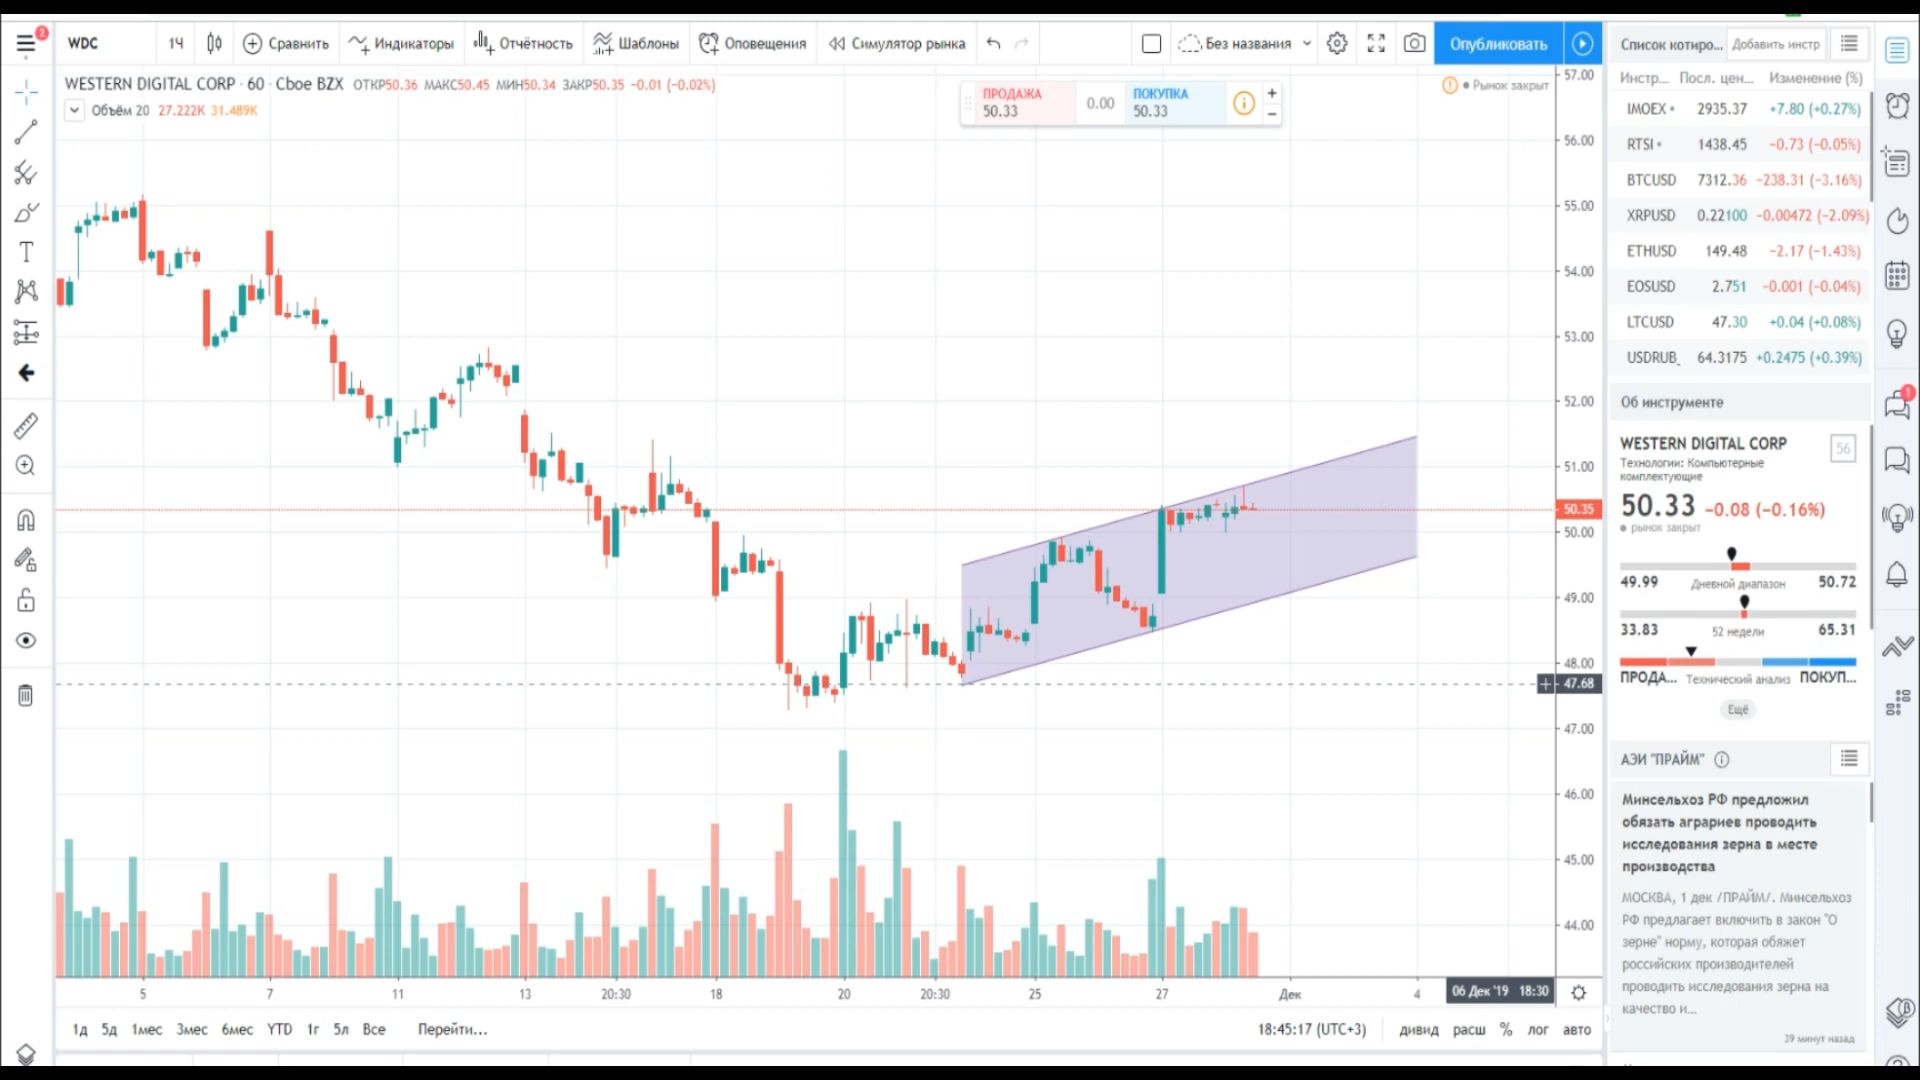 2
WDC
1Ч
Сравнить
Индикаторы
Отчётность
Шаблоны
Оповещения
Симулятор рынка
Без названия
Опубликовать
WESTERN DIGITAL CORP · 60 · Cboe BZX ОТКР50.36 МАКС50.45 МИН50.34 ЗАКР50.35 −0.01 (−0.02%)
Объём 20 27.222K 31.489K
ПРОДАЖА
50.33
0.00
ПОКУПКА
50.33
+
−
Рынок закрыт
57.00
56.00
55.00
54.00
53.00
52.00
51.00
50.35
50.00
49.00
48.00
47.68
47.00
46.00
45.00
44.00
5 7 11 13 20:30 18 20 20:30 25 27 Дек 4
06 Дек '19 18:30
1д 5д 1мес 3мес 6мес YTD 1г 5л Все Перейти...
18:45:17 (UTC+3) дивид расш % лог авто
Список котиро... Добавить инстр
Инстр... Посл. цен... Изменение (%)
IMOEX 2935.37 +7.80 (+0.27%)
RTSI 1438.45 −0.73 (−0.05%)
BTCUSD 7312.36 −238.31 (−3.16%)
XRPUSD 0.22100 −0.00472 (−2.09%)
ETHUSD 149.48 −2.17 (−1.43%)
EOSUSD 2.751 −0.001 (−0.04%)
LTCUSD 47.30 +0.04 (+0.08%)
USDRUB_ 64.3175 +0.2475 (+0.39%)
Об инструменте
WESTERN DIGITAL CORP
56
Технологии: Компьютерные
комплектующие
50.33 −0.08 (−0.16%)
рынок закрыт
49.99 Дневной диапазон 50.72
33.83 52 недели 65.31
ПРОДА... Технический анализ ПОКУП...
Ещё
АЭИ "ПРАЙМ"
Минсельхоз РФ предложил
обязать аграриев проводить
исследования зерна в месте
производства
МОСКВА, 1 дек /ПРАЙМ/. Минсельхоз
РФ предлагает включить в закон "О
зерне" норму, которая обяжет
российских производителей
проводить исследования зерна на
качество и...
39 минут назад
1